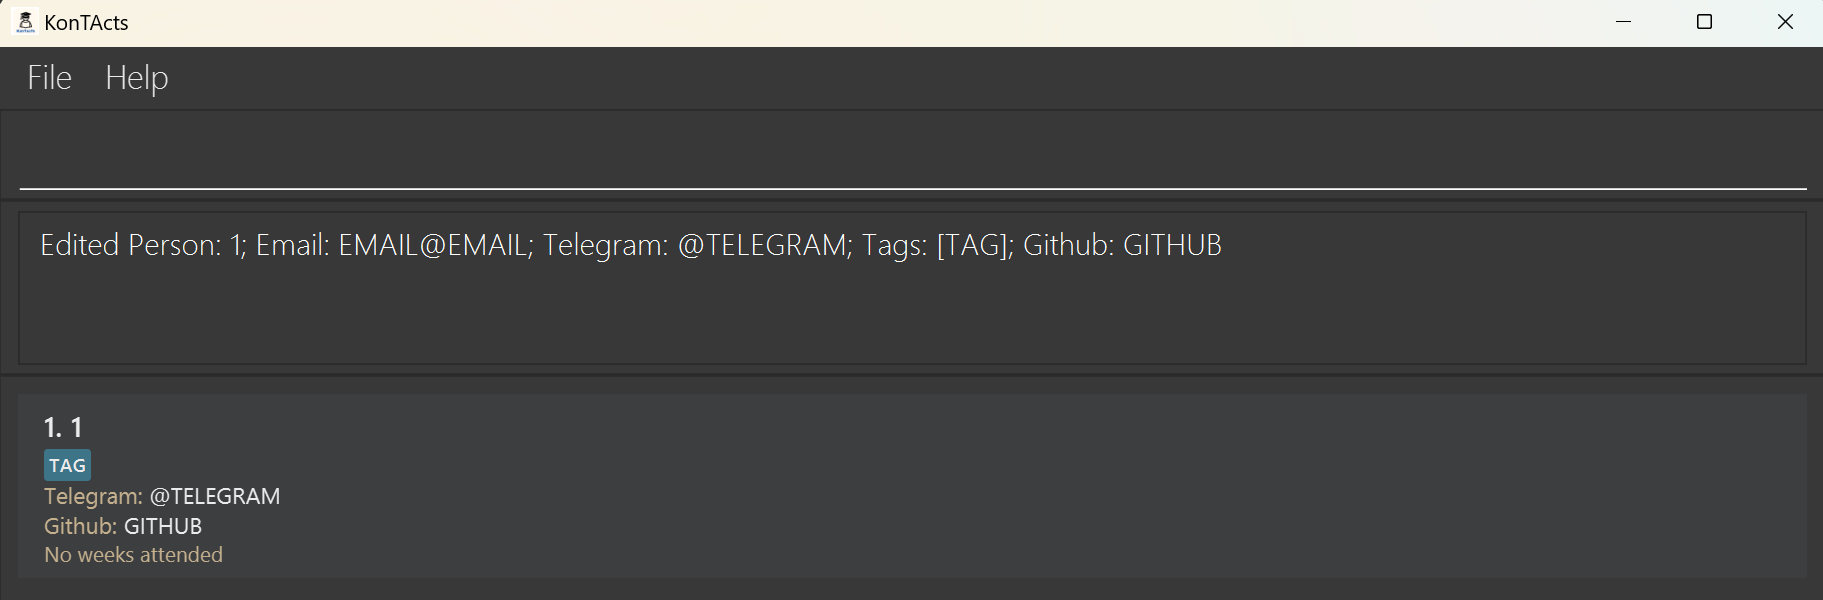 KonTActs
File Help
Edited Person: 1; Email: EMAIL@EMAIL; Telegram: @TELEGRAM; Tags: [TAG]; Github: GITHUB
1. 1
TAG
Telegram: @TELEGRAM
Github: GITHUB
No weeks attended